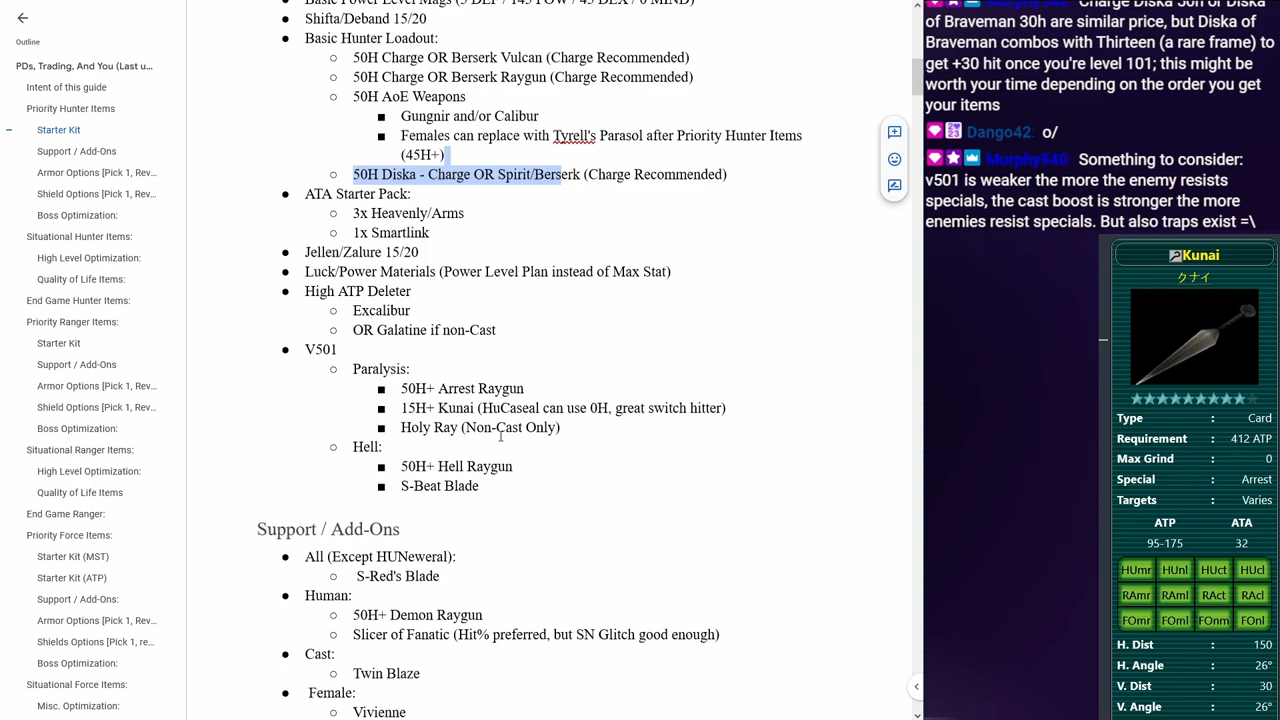 Outline
PDs, Trading, And You (Last u...
Intent of this guide
Priority Hunter Items
Starter Kit
Support / Add-Ons:
Armor Options [Pick 1, Rev...
Shield Options [Pick 1, Rev...
Boss Optimization:
Situational Hunter Items:
High Level Optimization:
Quality of Life Items:
End Game Hunter Items:
Priority Ranger Items:
Starter Kit
Support / Add-Ons:
Armor Options [Pick 1, Rev...
Shield Options [Pick 1, Rev...
Boss Optimization:
Situational Ranger Items:
High Level Optimization:
Quality of Life Items
End Game Ranger:
Priority Force Items:
Starter Kit (MST)
Starter Kit (ATP)
Support / Add-Ons:
Armor Options [Pick 1, Rev...
Shields Options [Pick 1, re...
Boss Optimization:
Situational Force Items:
Misc. Optimization:
Basic Power Level Mags (5 DEF / 145 POW / 45 DEX / 0 MIND)
Shifta/Deband 15/20
Basic Hunter Loadout:
50H Charge OR Berserk Vulcan (Charge Recommended)
50H Charge OR Berserk Raygun (Charge Recommended)
50H AoE Weapons
Gungnir and/or Calibur
Females can replace with Tyrell's Parasol after Priority Hunter Items
(45H+)
50H Diska - Charge OR Spirit/Berserk (Charge Recommended)
ATA Starter Pack:
3x Heavenly/Arms
1x Smartlink
Jellen/Zalure 15/20
Luck/Power Materials (Power Level Plan instead of Max Stat)
High ATP Deleter
Excalibur
OR Galatine if non-Cast
V501
Paralysis:
50H+ Arrest Raygun
15H+ Kunai (HuCaseal can use 0H, great switch hitter)
Holy Ray (Non-Cast Only)
Hell:
50H+ Hell Raygun
S-Beat Blade
Support / Add-Ons
All (Except HUNeweral):
S-Red's Blade
Human:
50H+ Demon Raygun
Slicer of Fanatic (Hit% preferred, but SN Glitch good enough)
Cast:
Twin Blaze
Female:
Vivienne
Murphy540: Charge Diska 50h or Diska
of Braveman 30h are similar price, but Diska of
Braveman combos with Thirteen (a rare frame) to
get +30 hit once you're level 101; this might be
worth your time depending on the order you get
your items
Dango42: o/
Murphy540: Something to consider:
v501 is weaker the more the enemy resists
specials, the cast boost is stronger the more
enemies resist specials. But also traps exist =\
Kunai
クナイ
Type : Card
Requirement : 412 ATP
Max Grind : 0
Special : Arrest
Targets : Varies
ATP ATA
95-175 32
HUmr HUnl HUct HUcl
RAmr RAml RAct RAcl
FOmr FOml FOnm FOnl
H. Dist : 150
H. Angle : 26°
V. Dist : 30
V. Angle : 26°